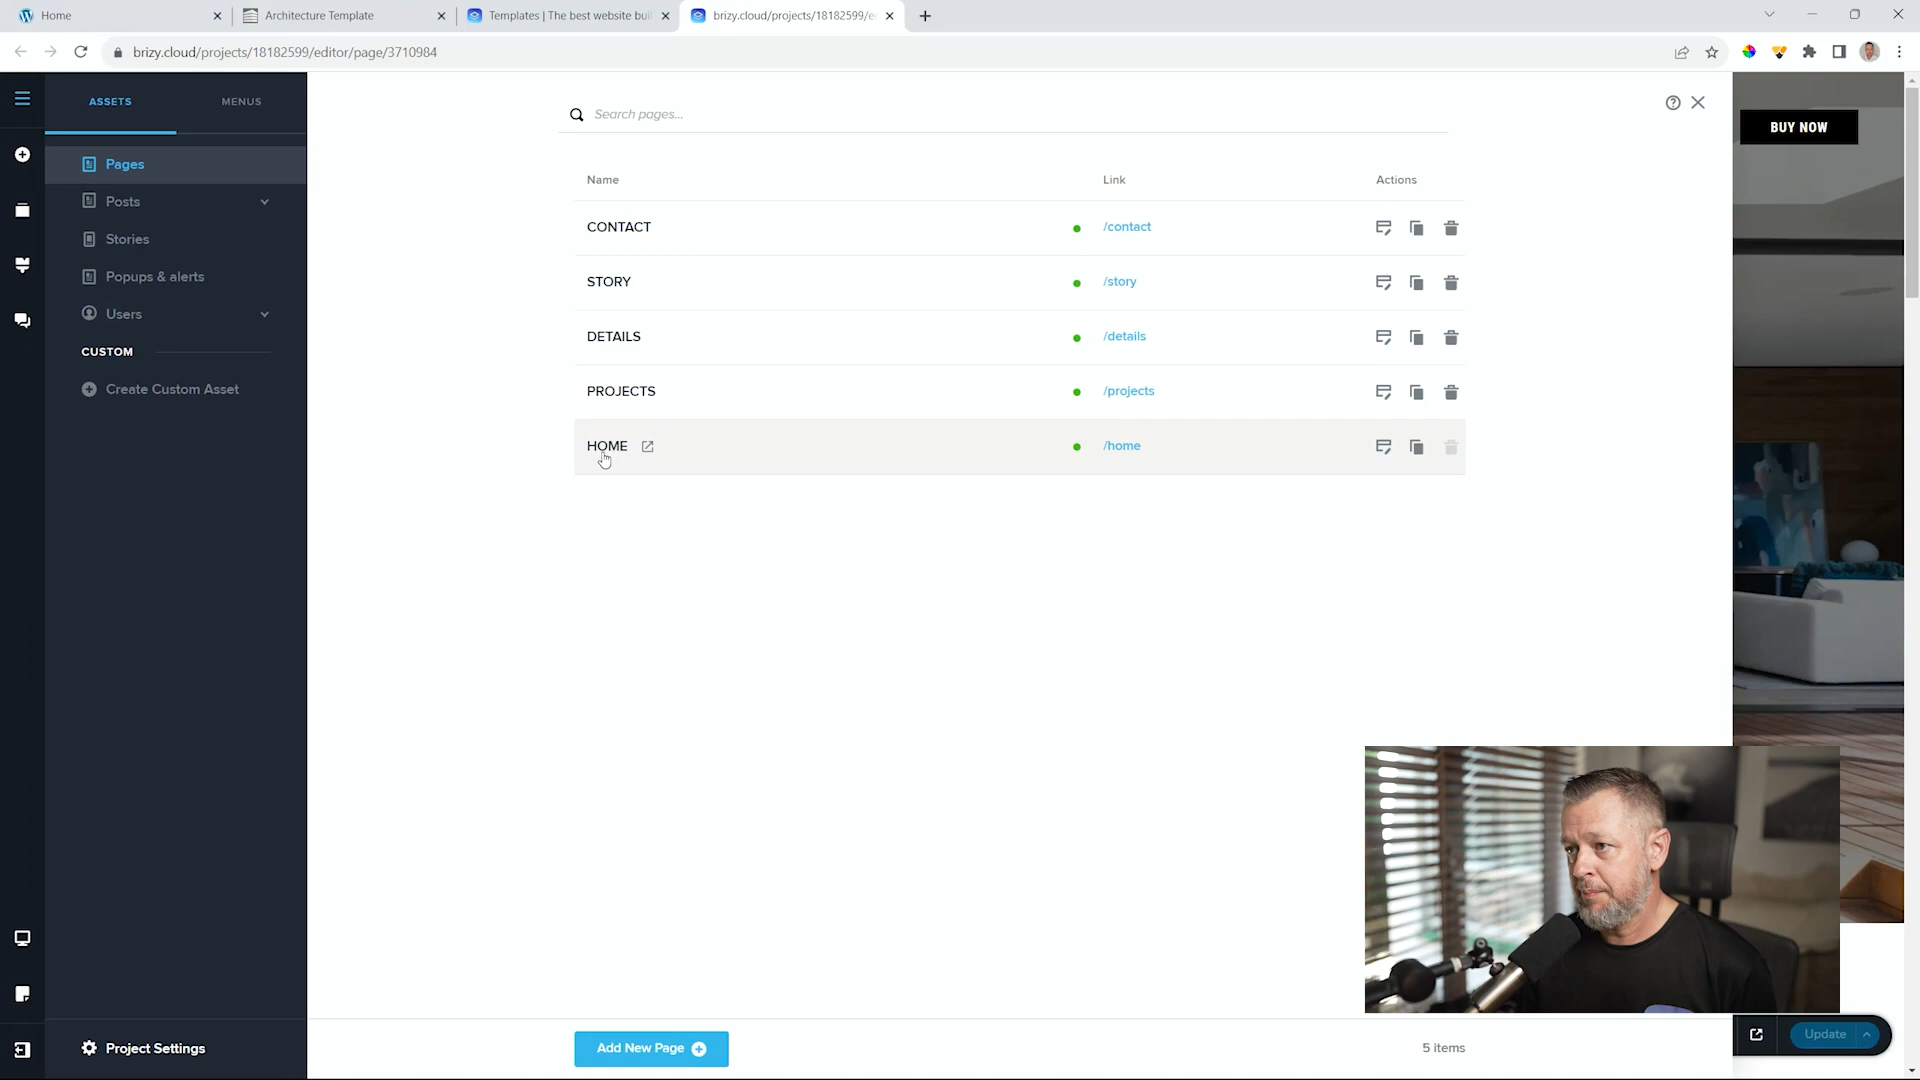 Home
Architecture Template
Templates | The best website bui
brizy.cloud/projects/18182599/e
brizy.cloud/projects/18182599/editor/page/3710984
ASSETS
MENUS
Pages
Posts
Stories
Popups & alerts
Users
CUSTOM
Create Custom Asset
Project Settings
Search pages...
Name
Link
Actions
CONTACT
/contact
STORY
/story
DETAILS
/details
PROJECTS
/projects
HOME
/home
Add New Page
5 items
BUY NOW
Update